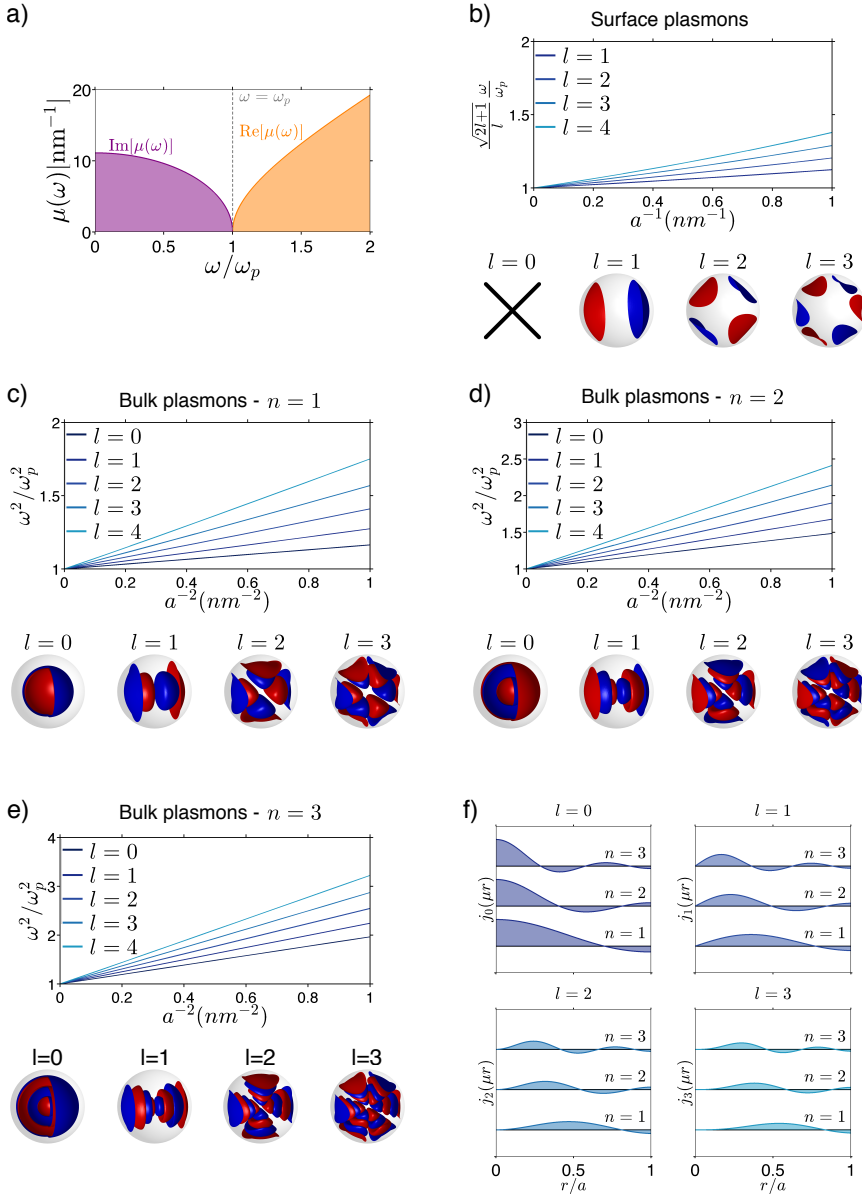 a)
μ(ω)[nm⁻¹]
20
10
0
Im[μ(ω)]
ω = ω_p
Re[μ(ω)]
0 0.5 1 1.5 2
ω/ω_p
b)
Surface plasmons
√(2l+1)/l ω/ω_p
2
1.5
1
l = 1
l = 2
l = 3
l = 4
0 0.2 0.4 0.6 0.8 1
a⁻¹(nm⁻¹)
l = 0 l = 1 l = 2 l = 3
c)
Bulk plasmons - n = 1
ω²/ω_p²
2
1.5
1
l = 0
l = 1
l = 2
l = 3
l = 4
0 0.2 0.4 0.6 0.8 1
a⁻²(nm⁻²)
l = 0 l = 1 l = 2 l = 3
d)
Bulk plasmons - n = 2
ω²/ω_p²
3
2.5
2
1.5
1
l = 0
l = 1
l = 2
l = 3
l = 4
0 0.2 0.4 0.6 0.8 1
a⁻²(nm⁻²)
l = 0 l = 1 l = 2 l = 3
e)
Bulk plasmons - n = 3
ω²/ω_p²
4
3
2
1
l = 0
l = 1
l = 2
l = 3
l = 4
0 0.2 0.4 0.6 0.8 1
a⁻²(nm⁻²)
l=0 l=1 l=2 l=3
f)
l = 0
j₀(μr)
n = 3
n = 2
n = 1
l = 1
j₁(μr)
n = 3
n = 2
n = 1
l = 2
j₂(μr)
n = 3
n = 2
n = 1
0 0.5 1
r/a
l = 3
j₃(μr)
n = 3
n = 2
n = 1
0 0.5 1
r/a